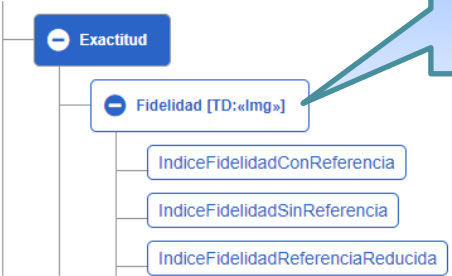 Exactitud
Fidelidad [TD:«Img»]
IndiceFidelidadConReferencia
IndiceFidelidadSinReferencia
IndiceFidelidadReferenciaReducida